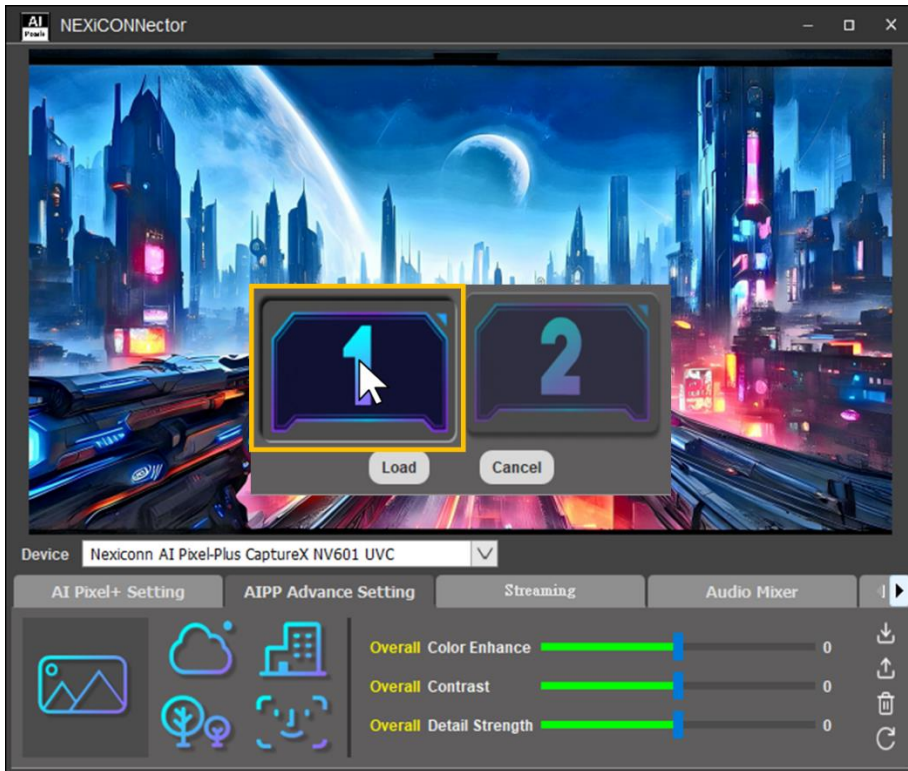 AI
Pixels
NEXiCONNector
1
2
Load
Cancel
Device
Nexiconn AI Pixel-Plus CaptureX NV601 UVC
AI Pixel+ Setting
AIPP Advance Setting
Streaming
Audio Mixer
Overall Color Enhance 0
Overall Contrast 0
Overall Detail Strength 0